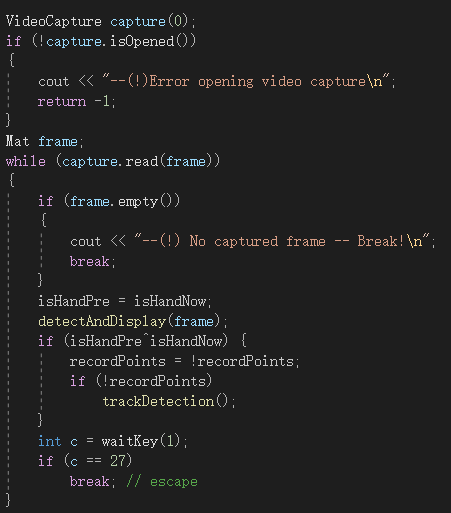 VideoCapture capture(0);
if (!capture.isOpened())
{
    cout << "--(!)Error opening video capture\n";
    return -1;
}
Mat frame;
while (capture.read(frame))
{
    if (frame.empty())
    {
        cout << "--(!) No captured frame -- Break!\n";
        break;
    }
    isHandPre = isHandNow;
    detectAndDisplay(frame);
    if (isHandPre^isHandNow) {
        recordPoints = !recordPoints;
        if (!recordPoints)
            trackDetection();
    }
    int c = waitKey(1);
    if (c == 27)
        break; // escape
}